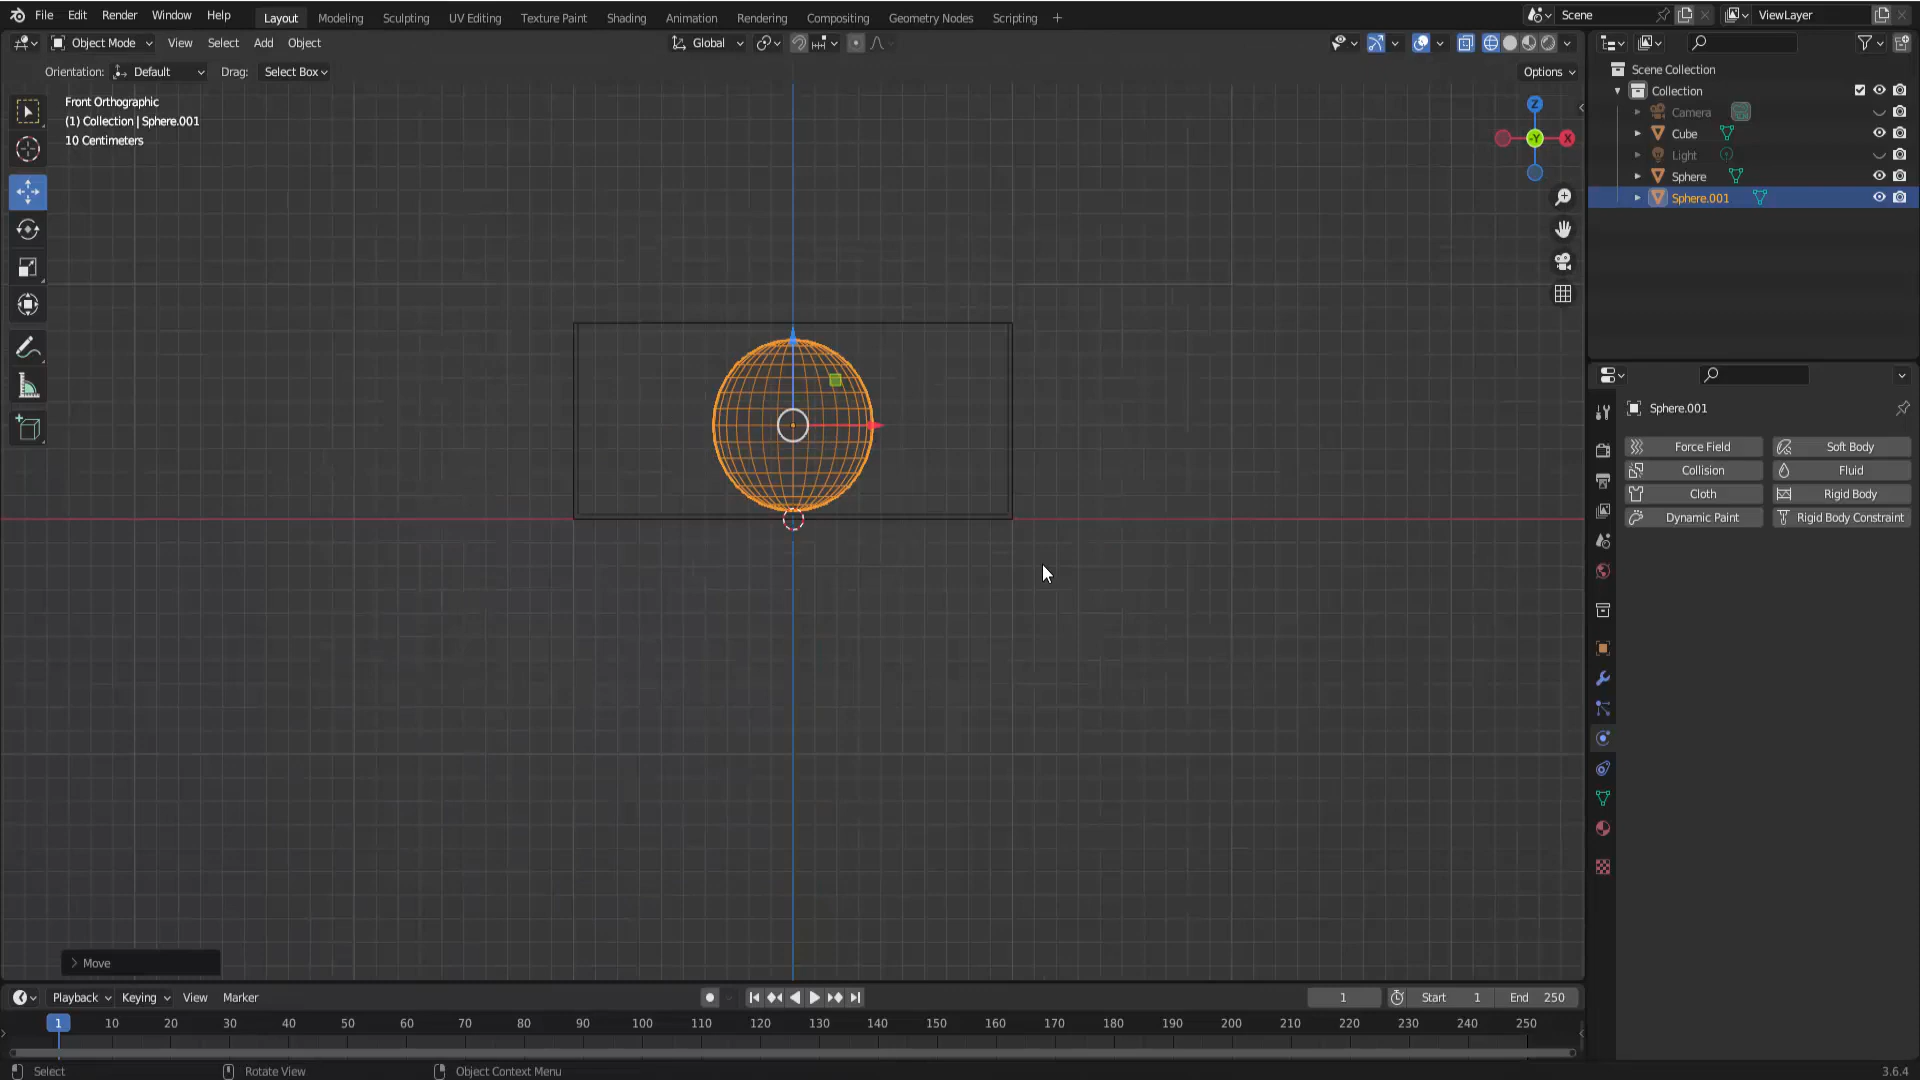 File Edit Render Window Help Layout Modeling Sculpting UV Editing Texture Paint Shading Animation Rendering Compositing Geometry Nodes Scripting + Scene ViewLayer
Object Mode View Select Add Object Global
Orientation: Default Drag: Select Box Options
Front Orthographic
(1) Collection | Sphere.001
10 Centimeters
Z
-Y
X
Scene Collection
Collection
Camera
Cube
Light
Sphere
Sphere.001
Sphere.001
Force Field Soft Body
Collision Fluid
Cloth Rigid Body
Dynamic Paint Rigid Body Constraint
Move
Playback Keying View Marker 1 Start 1 End 250
1 10 20 30 40 50 60 70 80 90 100 110 120 130 140 150 160 170 180 190 200 210 220 230 240 250
Select Rotate View Object Context Menu 3.6.4